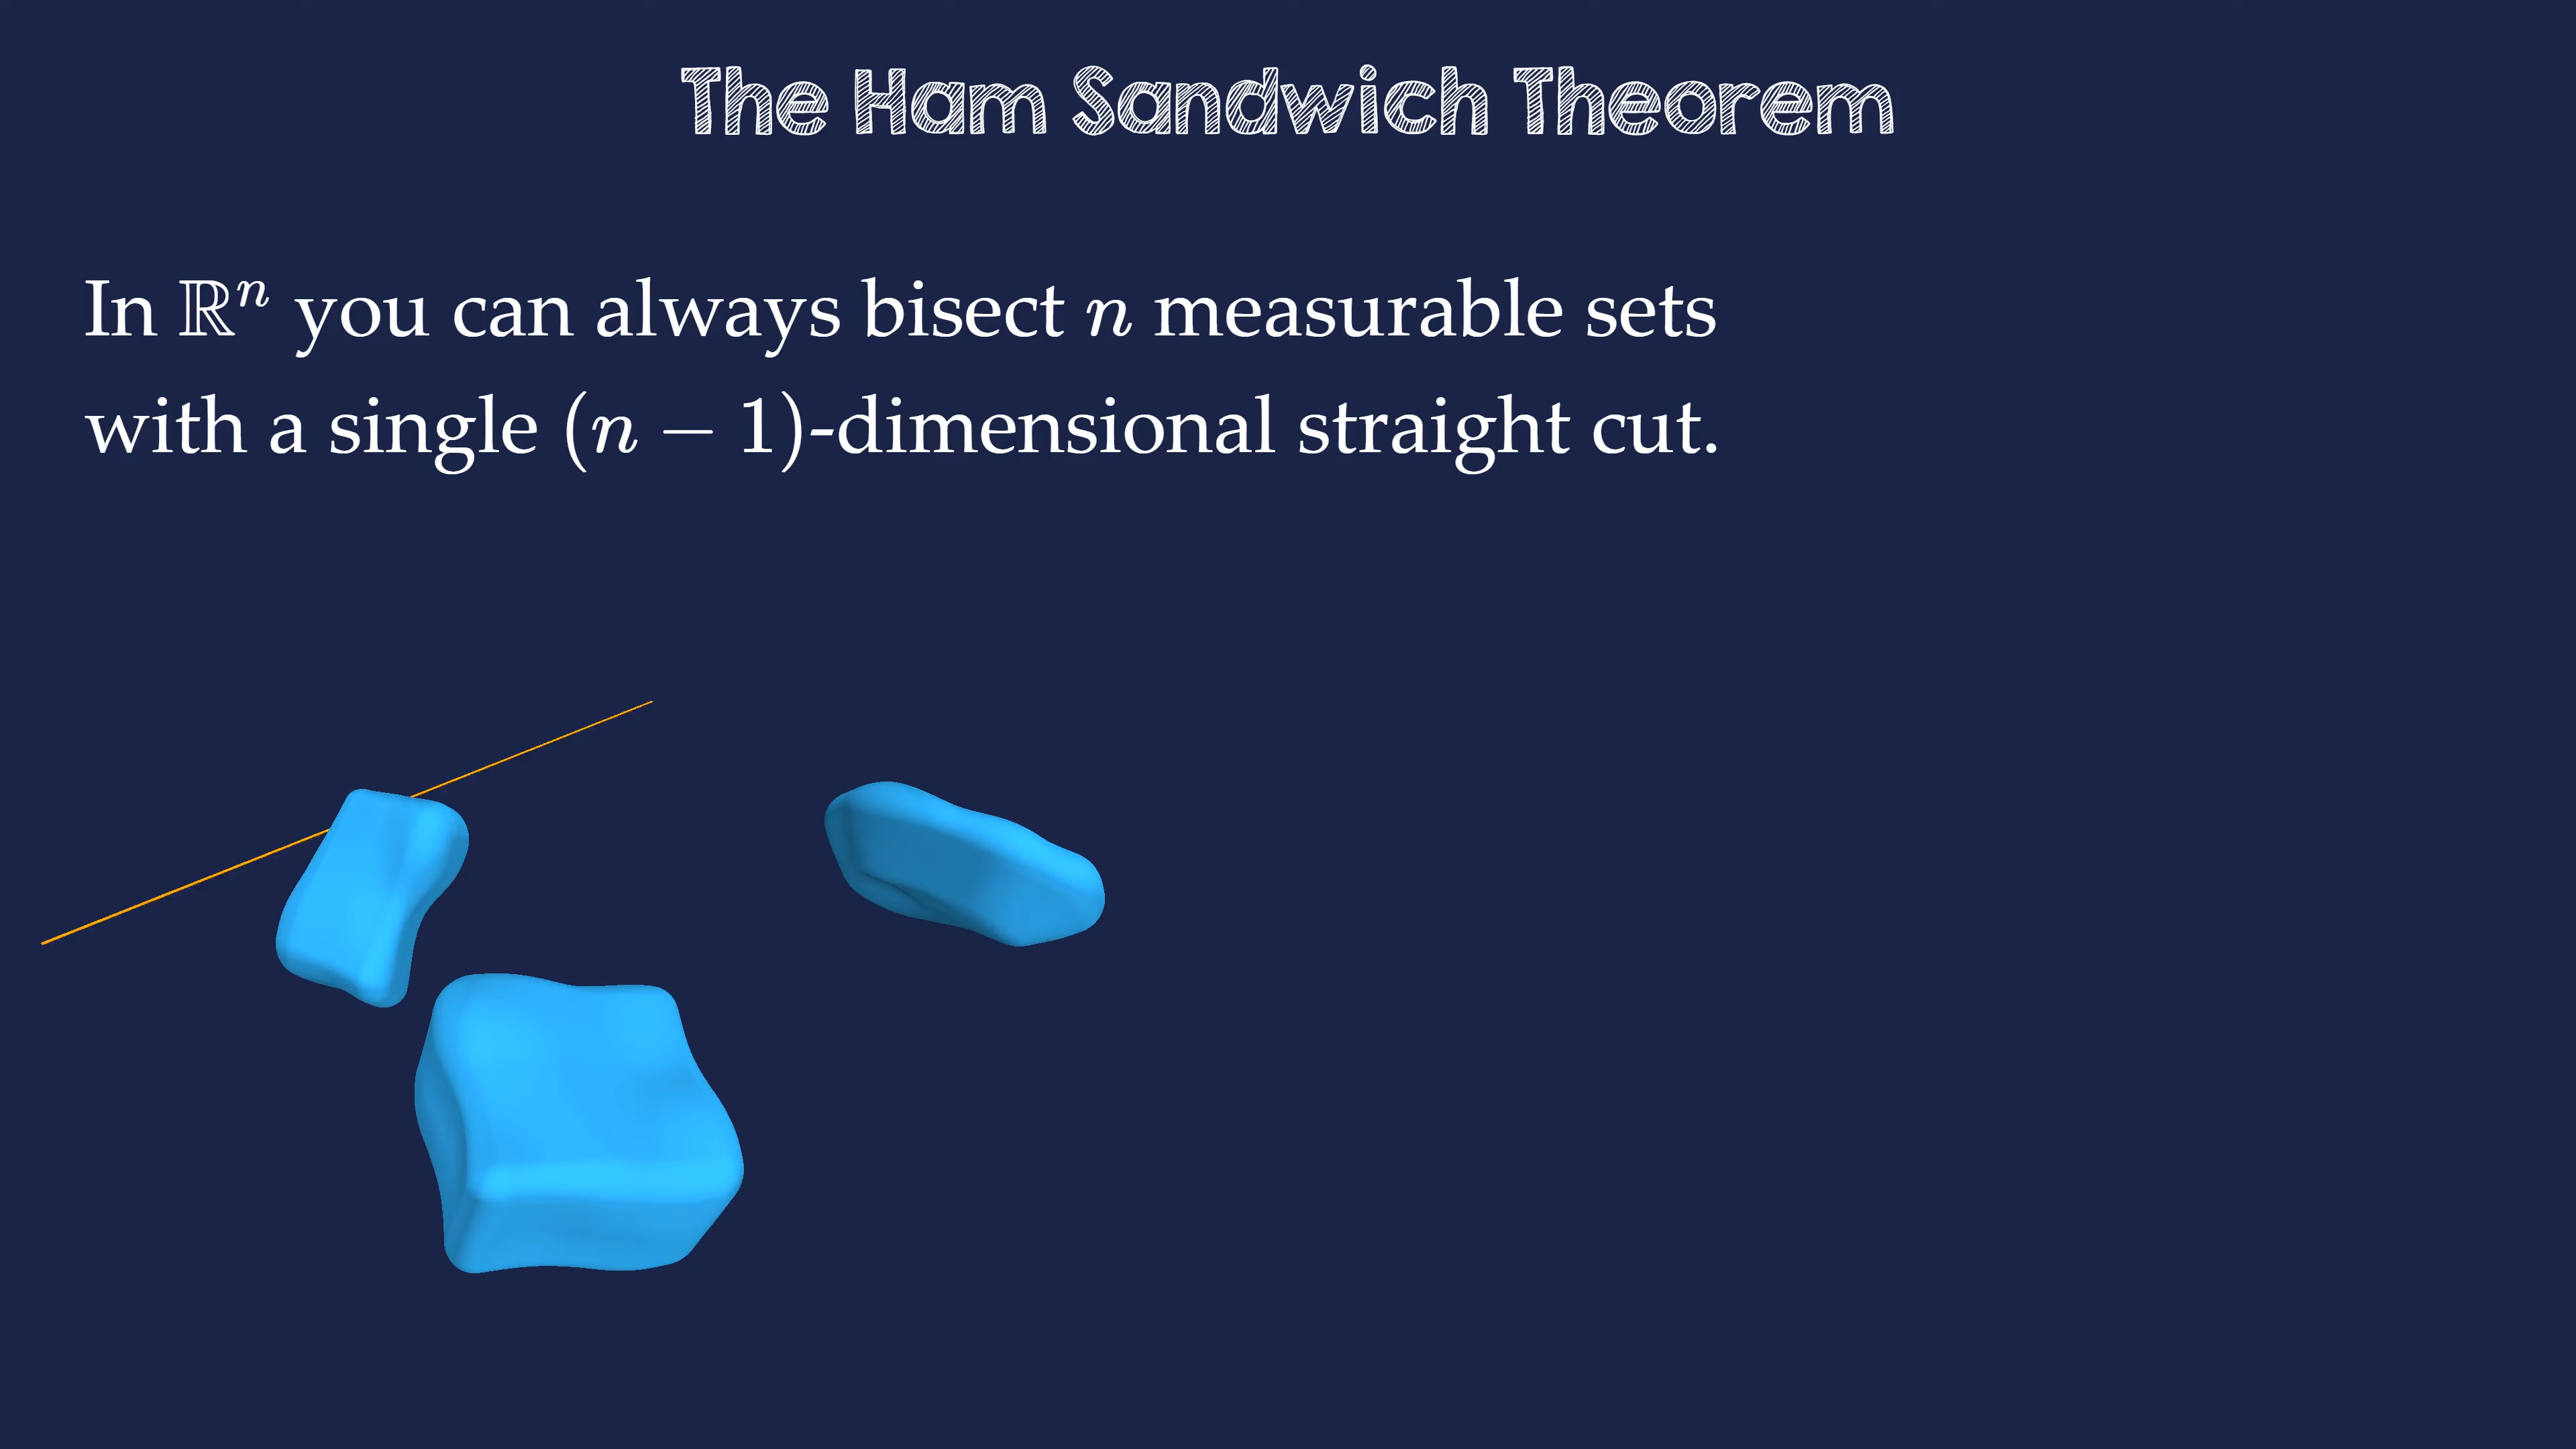 The Ham Sandwich Theorem
In ℝⁿ you can always bisect n measurable sets
with a single (n − 1)-dimensional straight cut.